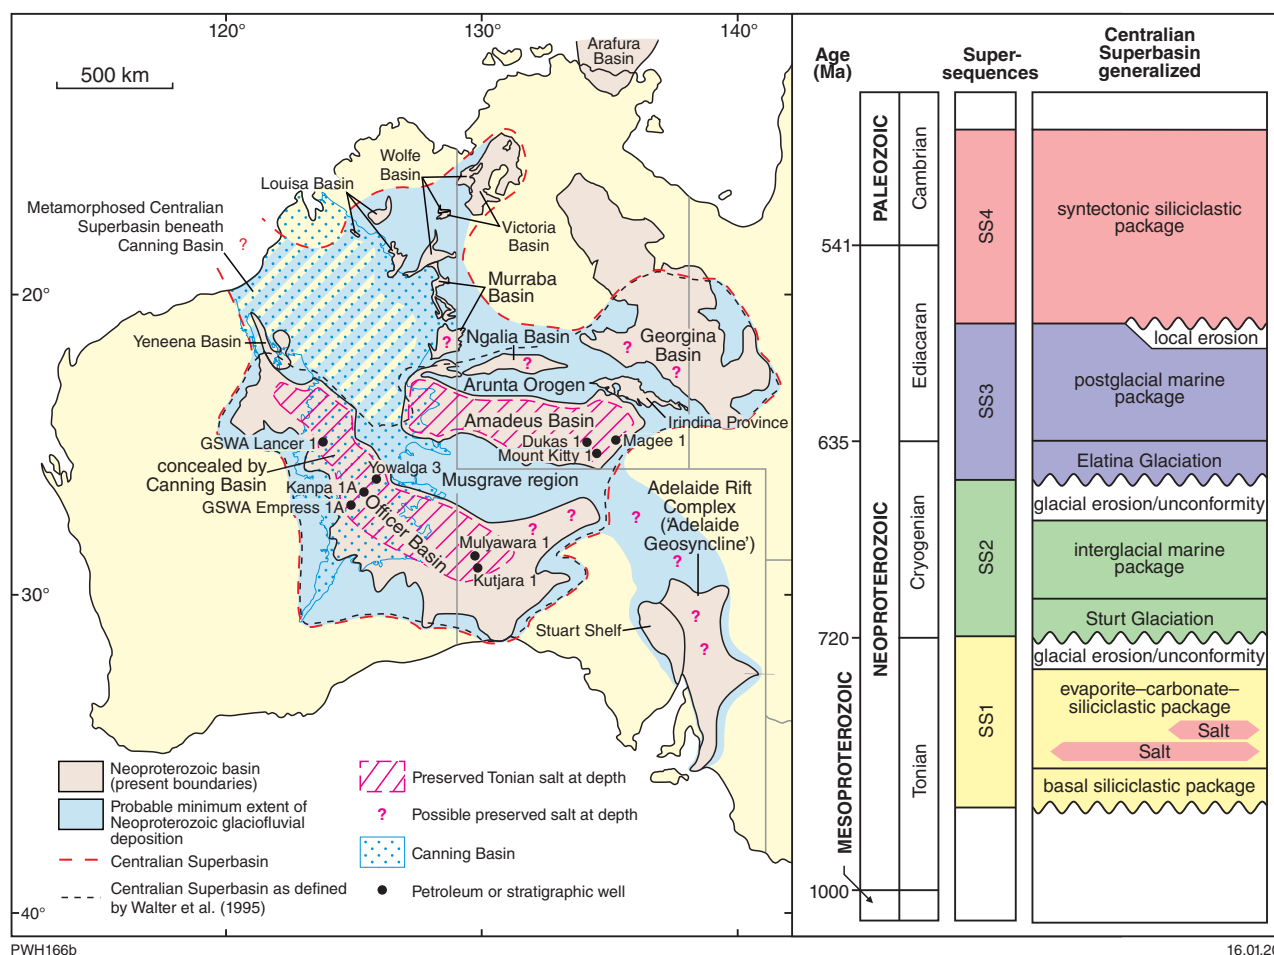 120°
130°
140°
500 km
Arafura
Basin
Wolfe
Basin
Louisa Basin
Metamorphosed Central
Superbasin beneath
Canning Basin
?
Victoria
Basin
Murraba
Basin
20°
Yeneena Basin
?
Ngalia Basin
?
Georgina
Basin
?
?
Arunta Orogen
Irindina Province
Amadeus Basin
Dukas 1
Magee 1
Mount Kitty 1
GSWA Lancer 1
concealed by
Canning Basin
Yowalga 3
Kanpa 1A
GSWA Empress 1A
Musgrave region
Officer Basin
?
?
?
?
Adelaide Rift
Complex
('Adelaide
Geosyncline')
Mulyawara 1
Kutjara 1
30°
Stuart Shelf
?
?
40°
Neoproterozoic basin
(present boundaries)
Probable minimum extent of
Neoproterozoic glaciofluvial
deposition
Centralian Superbasin
Centralian Superbasin as defined
by Walter et al. (1995)
Preserved Tonian salt at depth
? Possible preserved salt at depth
Canning Basin
Petroleum or stratigraphic well
Age
(Ma)
Super-
sequences
Centralian
Superbasin
generalized
PALEOZOIC
Cambrian
541
NEOPROTEROZOIC
Ediacaran
635
Cryogenian
720
Tonian
MESOPROTEROZOIC
1000
SS4
SS3
SS2
SS1
syntectonic siliciclastic
package
local erosion
postglacial marine
package
Elatina Glaciation
glacial erosion/unconformity
interglacial marine
package
Sturt Glaciation
glacial erosion/unconformity
evaporite–carbonate–
siliciclastic package
Salt
Salt
basal siliciclastic package
PWH166b
16.01.20